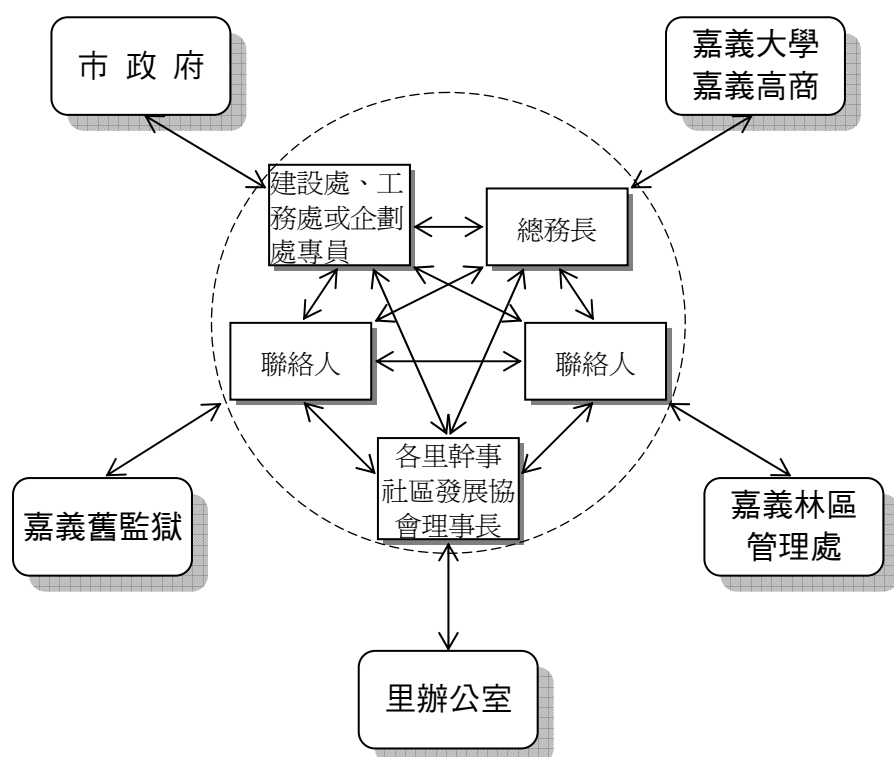 市政府
嘉義大學
嘉義高商
建設處、工
務處或企劃
處專員
總務長
聯絡人
聯絡人
各里幹事
社區發展協
會理事長
嘉義舊監獄
嘉義林區
管理處
里辦公室